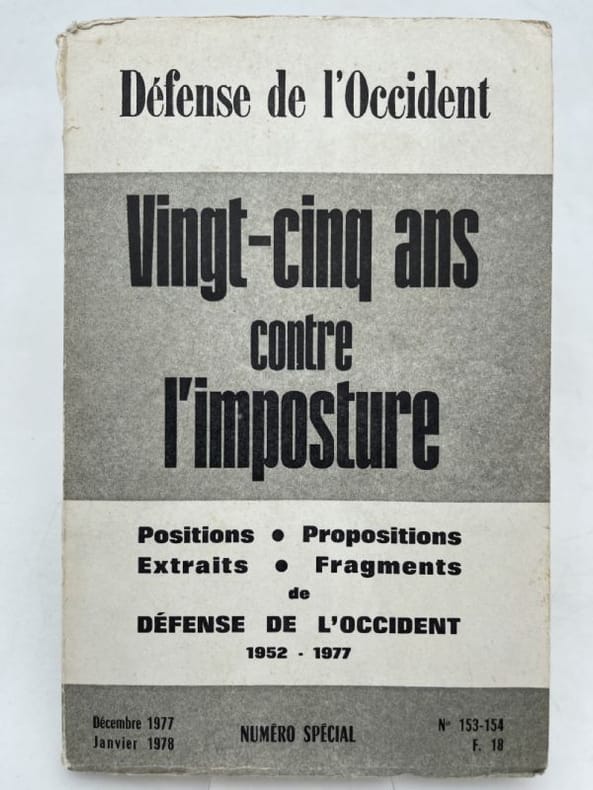 Défense de l'Occident
Vingt-cinq ans
contre
l'imposture
Positions • Propositions
Extraits • Fragments
de
DÉFENSE DE L'OCCIDENT
1952 - 1977
Décembre 1977
Janvier 1978
NUMÉRO SPÉCIAL
Nos 153-154
F. 18